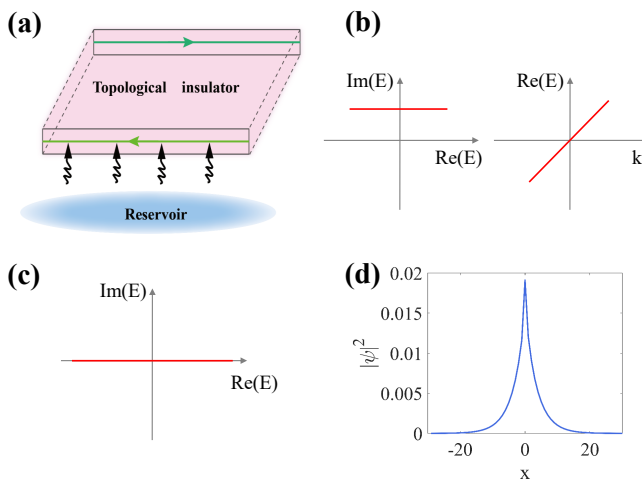 (a)
Topological insulator
Reservoir
(b)
Im(E)
Re(E)
Re(E)
k
(c)
Im(E)
Re(E)
(d)
0.02
0.015
0.01
0.005
0
|ψ|²
-20
0
20
x